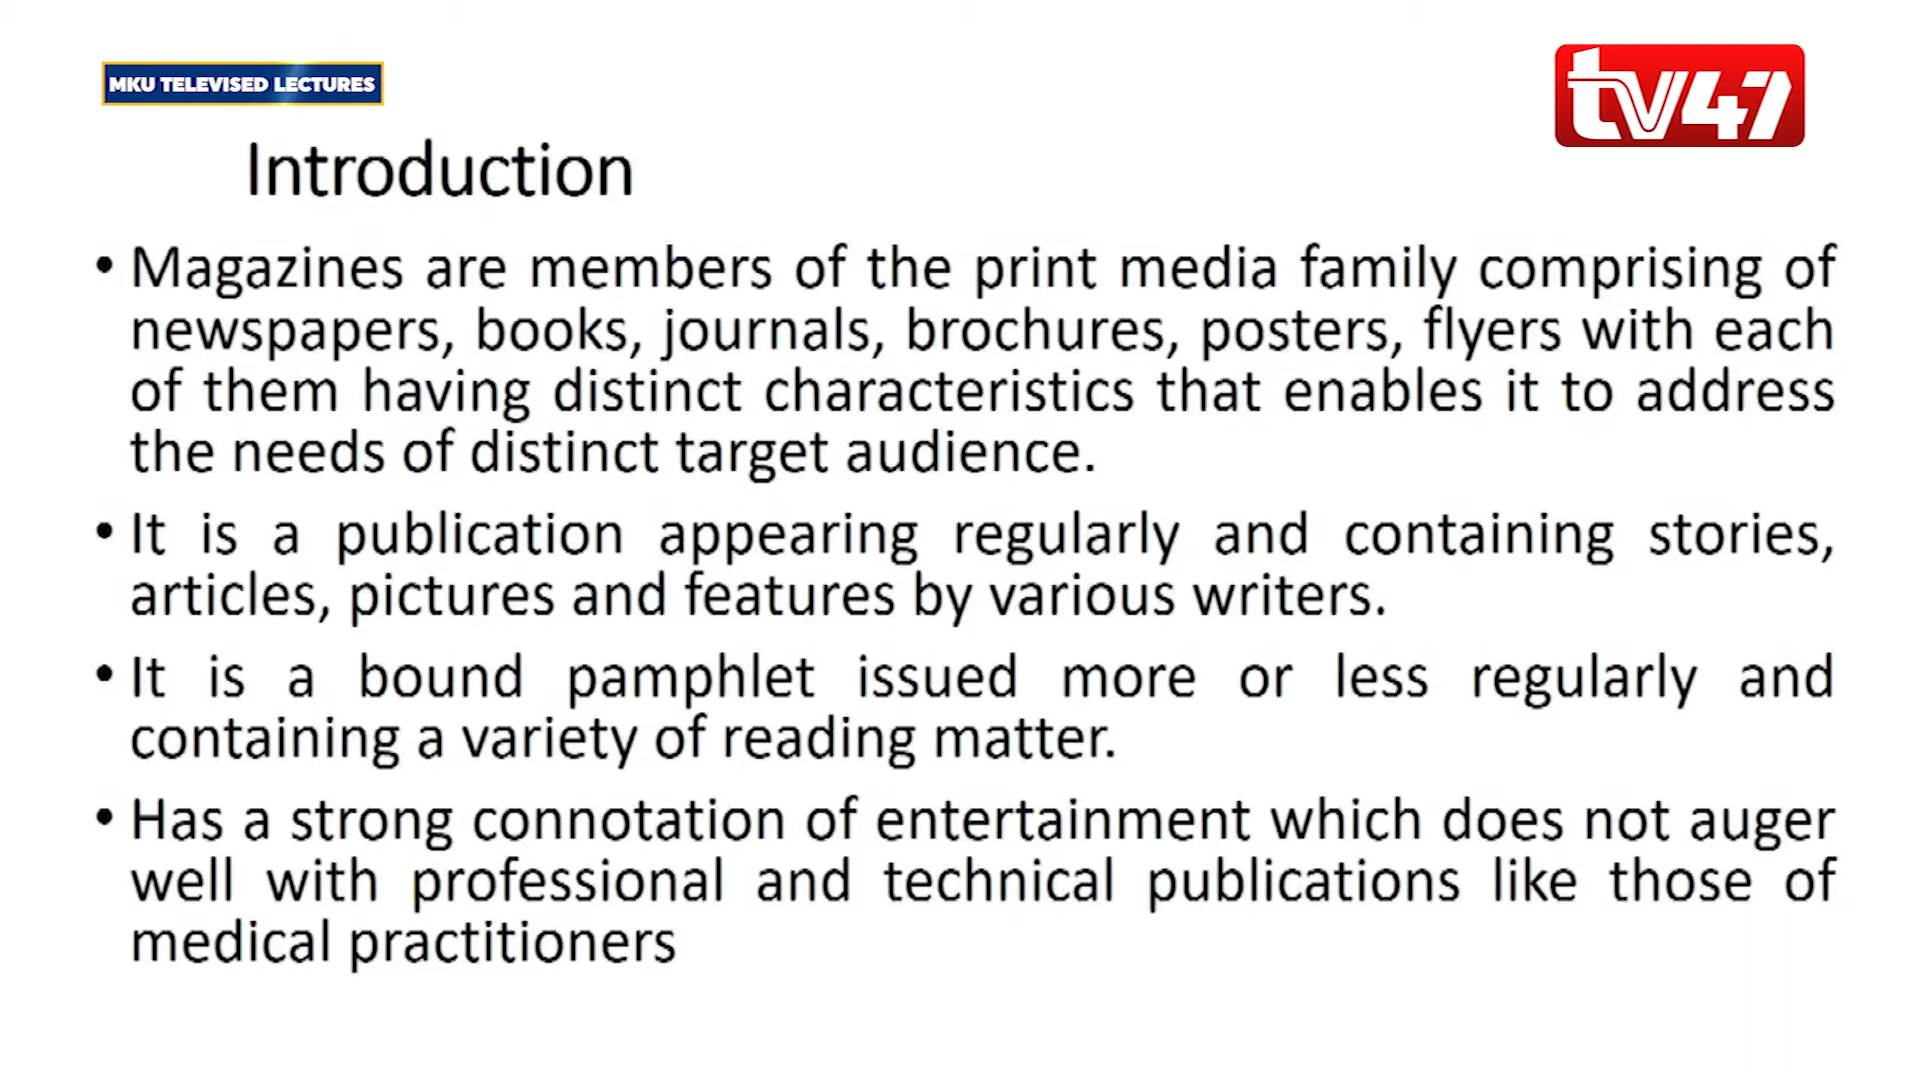 MKU TELEVISED LECTURES
tv47
Introduction
• Magazines are members of the print media family comprising of
newspapers, books, journals, brochures, posters, flyers with each
of them having distinct characteristics that enables it to address
the needs of distinct target audience.
• It is a publication appearing regularly and containing stories,
articles, pictures and features by various writers.
• It is a bound pamphlet issued more or less regularly and
containing a variety of reading matter.
• Has a strong connotation of entertainment which does not auger
well with professional and technical publications like those of
medical practitioners